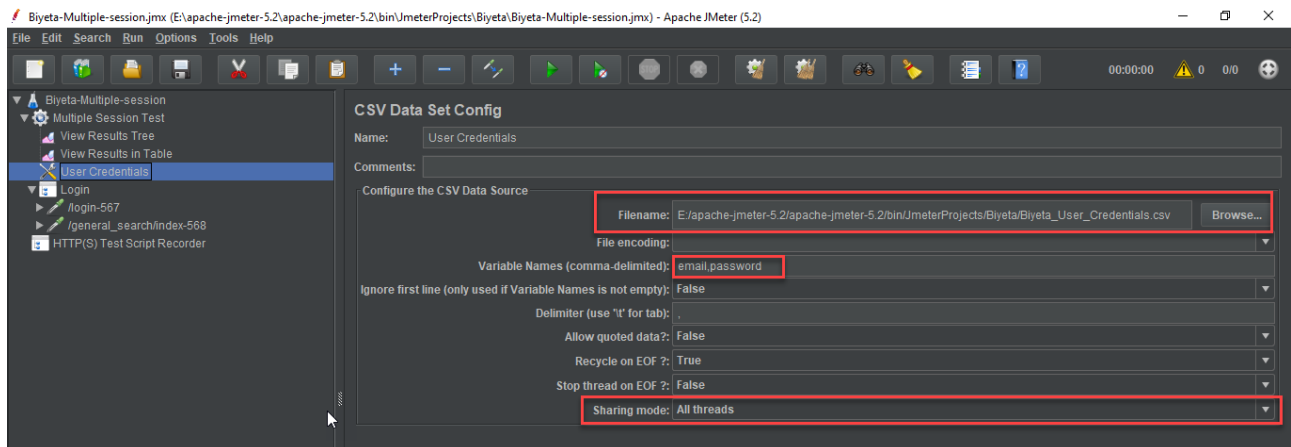 Biyeta-Multiple-session.jmx (E:\apache-jmeter-5.2\apache-jmeter-5.2\bin\JmeterProjects\Biyeta\Biyeta-Multiple-session.jmx) - Apache JMeter (5.2)
File Edit Search Run Options Tools Help
STOP
00:00:00 0 0/0
Biyeta-Multiple-session
Multiple Session Test
View Results Tree
View Results in Table
User Credentials
Login
/login-567
/general_search/index-568
HTTP(S) Test Script Recorder
CSV Data Set Config
Name: User Credentials
Comments:
Configure the CSV Data Source
Filename: E:/apache-jmeter-5.2/apache-jmeter-5.2/bin/JmeterProjects/Biyeta/Biyeta_User_Credentials.csv Browse...
File encoding:
Variable Names (comma-delimited): email,password
Ignore first line (only used if Variable Names is not empty): False
Delimiter (use '\t' for tab): ,
Allow quoted data?: False
Recycle on EOF ?: True
Stop thread on EOF ?: False
Sharing mode: All threads